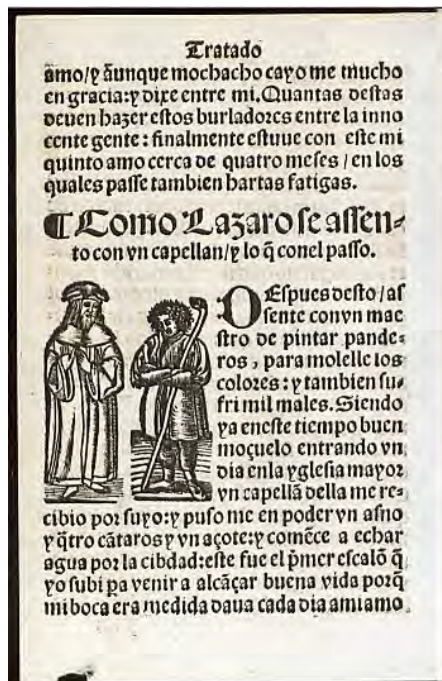 Tratado
amo/y āunque mochacho cayo me mucho
en gracia:y dixe entre mi. Quantas destas
deuen hazer estos burladores entre la inno
cente gente: finalmente estuue con este mi
quinto amo cerca de quatro meses/en los
quales passe tambien hartas fatigas.
¶ Como Lazaro se assen-
to con vn capellan/y lo q̃ conel passo.
DEspues desto/as
sente con vn mae
stro de pintar pande-
ros, para molelle los
colores: y tambien su-
fri mil males. Siendo
ya eneste tiempo buen
moçuelo entrando vn
dia enla yglesia mayor
vn capellã della me re-
cibio por suyo:y puso me en poder vn asno
y q̃tro cãtaros y vn açote:y comẽce a echar
agua por la cibdad:este fue el p̃mer escalõ q̃
yo subi p̱a venir a alcãçar buena vida porq̃
mi boca era medida daua cada dia amiamo